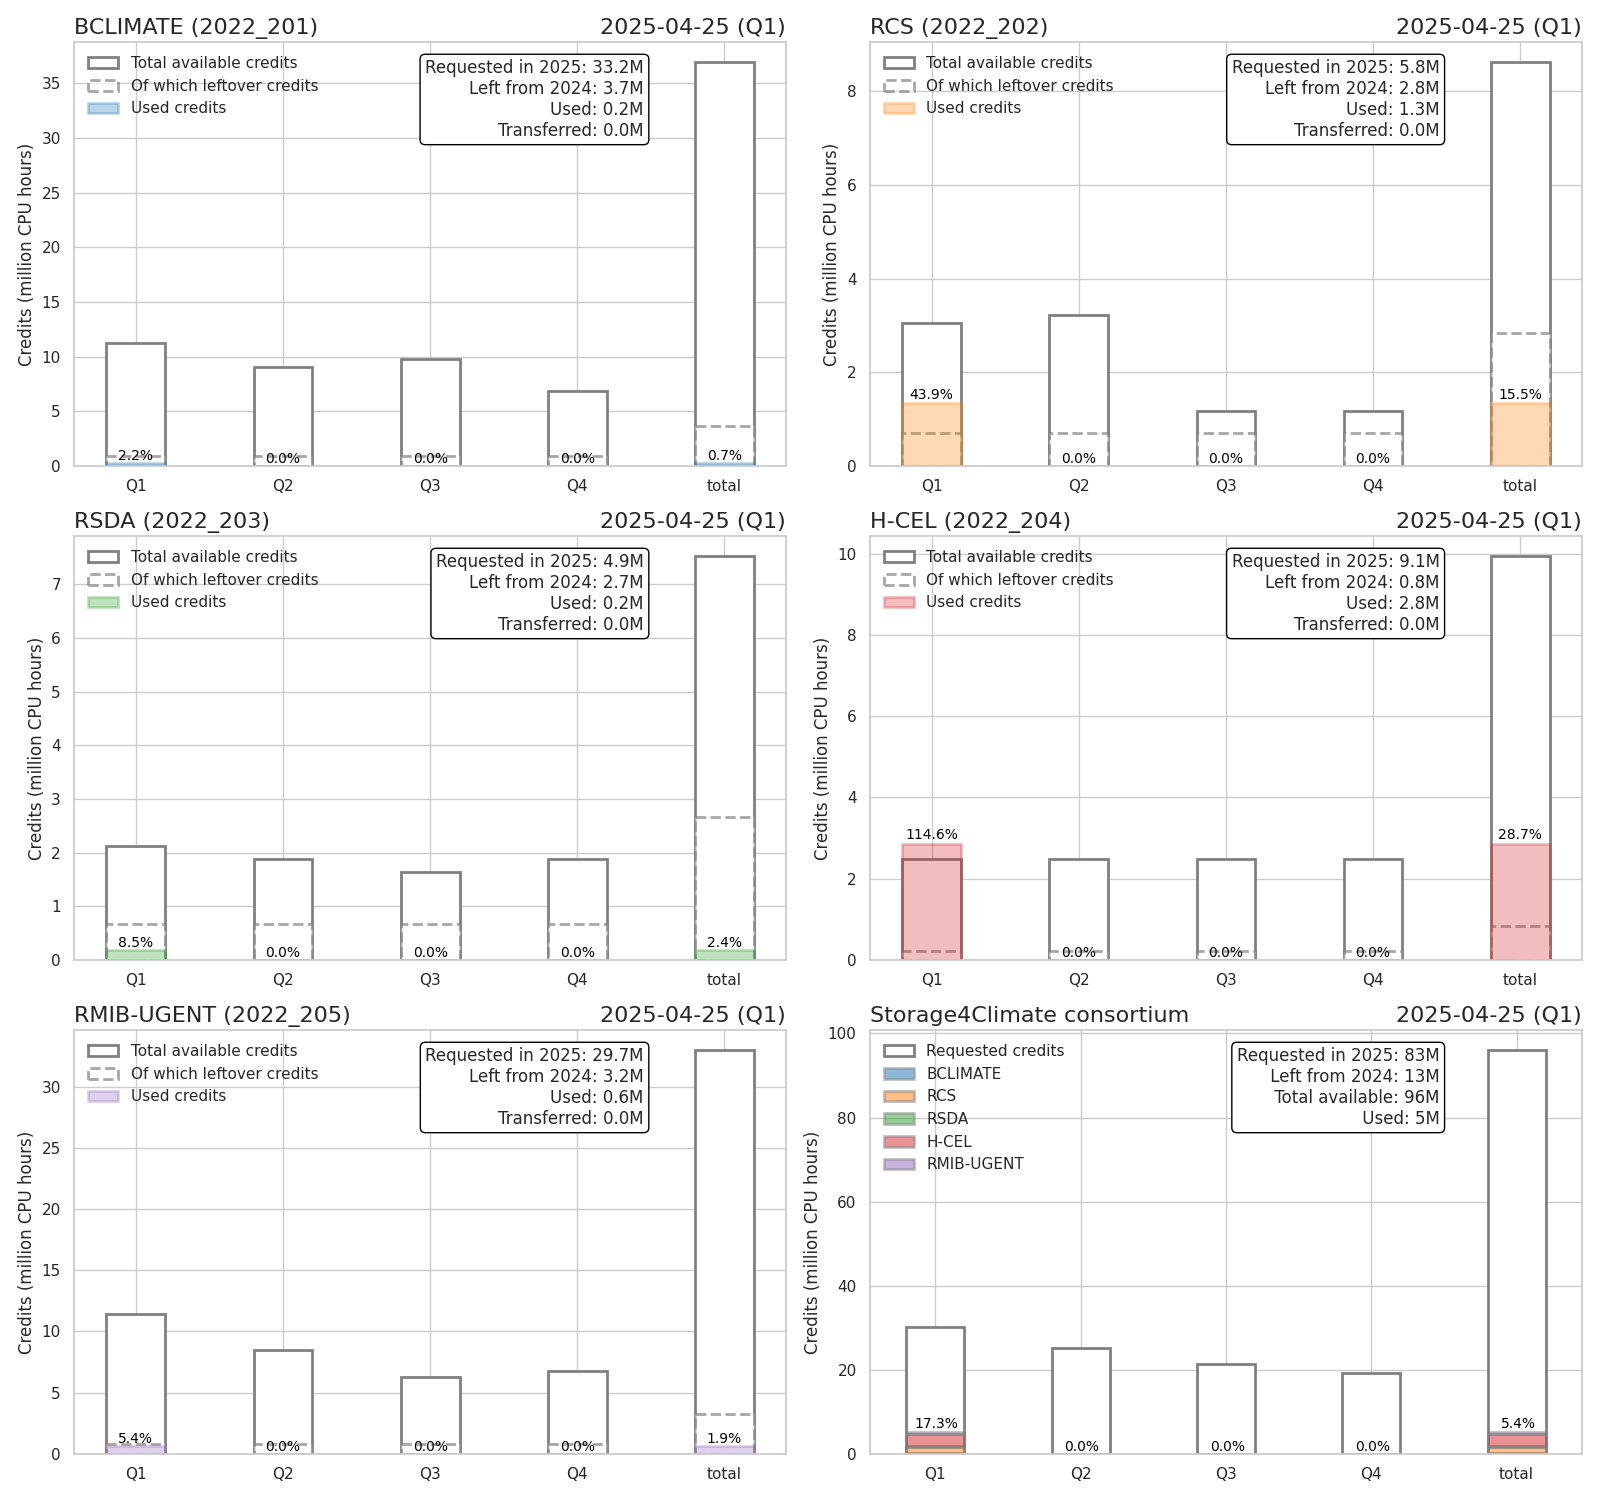 BCLIMATE (2022_201)
2025-04-25 (Q1)
Total available credits
Of which leftover credits
Used credits
Requested in 2025: 33.2M
Left from 2024: 3.7M
Used: 0.2M
Transferred: 0.0M
Credits (million CPU hours)
35
30
25
20
15
10
5
0
2.2%
0.0%
0.0%
0.0%
0.7%
Q1
Q2
Q3
Q4
total
RCS (2022_202)
2025-04-25 (Q1)
Total available credits
Of which leftover credits
Used credits
Requested in 2025: 5.8M
Left from 2024: 2.8M
Used: 1.3M
Transferred: 0.0M
Credits (million CPU hours)
8
6
4
2
0
43.9%
0.0%
0.0%
0.0%
15.5%
Q1
Q2
Q3
Q4
total
RSDA (2022_203)
2025-04-25 (Q1)
Total available credits
Of which leftover credits
Used credits
Requested in 2025: 4.9M
Left from 2024: 2.7M
Used: 0.2M
Transferred: 0.0M
Credits (million CPU hours)
7
6
5
4
3
2
1
0
8.5%
0.0%
0.0%
0.0%
2.4%
Q1
Q2
Q3
Q4
total
H-CEL (2022_204)
2025-04-25 (Q1)
Total available credits
Of which leftover credits
Used credits
Requested in 2025: 9.1M
Left from 2024: 0.8M
Used: 2.8M
Transferred: 0.0M
Credits (million CPU hours)
10
8
6
4
2
0
114.6%
0.0%
0.0%
0.0%
28.7%
Q1
Q2
Q3
Q4
total
RMIB-UGENT (2022_205)
2025-04-25 (Q1)
Total available credits
Of which leftover credits
Used credits
Requested in 2025: 29.7M
Left from 2024: 3.2M
Used: 0.6M
Transferred: 0.0M
Credits (million CPU hours)
30
25
20
15
10
5
0
5.4%
0.0%
0.0%
0.0%
1.9%
Q1
Q2
Q3
Q4
total
Storage4Climate consortium
2025-04-25 (Q1)
Requested credits
BCLIMATE
RCS
RSDA
H-CEL
RMIB-UGENT
Requested in 2025: 83M
Left from 2024: 13M
Total available: 96M
Used: 5M
Credits (million CPU hours)
100
80
60
40
20
0
17.3%
0.0%
0.0%
0.0%
5.4%
Q1
Q2
Q3
Q4
total